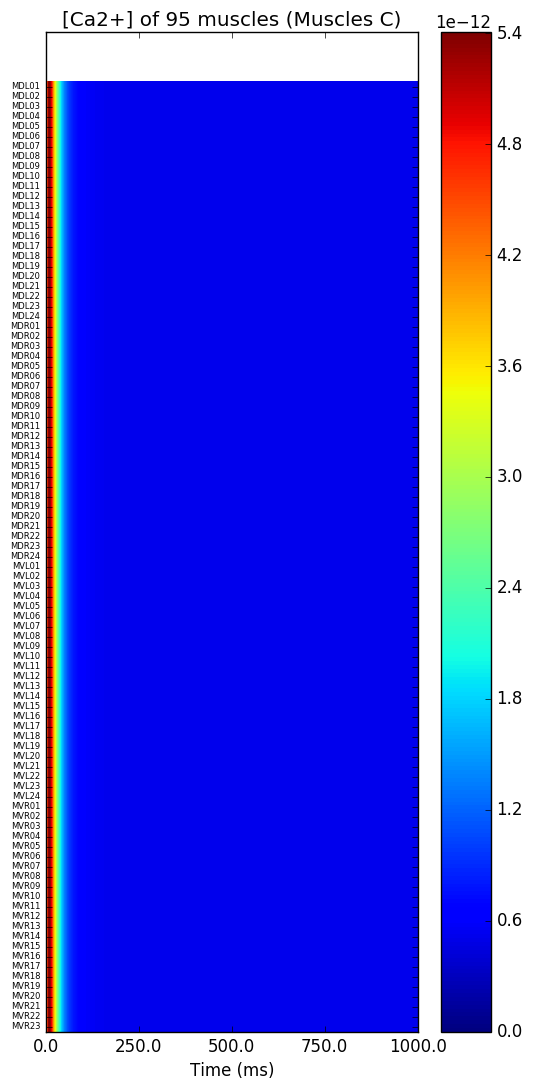 [Ca2+] of 95 muscles (Muscles C)
1e−12
MDL01
MDL02
MDL03
MDL04
MDL05
MDL06
MDL07
MDL08
MDL09
MDL10
MDL11
MDL12
MDL13
MDL14
MDL15
MDL16
MDL17
MDL18
MDL19
MDL20
MDL21
MDL22
MDL23
MDL24
MDR01
MDR02
MDR03
MDR04
MDR05
MDR06
MDR07
MDR08
MDR09
MDR10
MDR11
MDR12
MDR13
MDR14
MDR15
MDR16
MDR17
MDR18
MDR19
MDR20
MDR21
MDR22
MDR23
MDR24
MVL01
MVL02
MVL03
MVL04
MVL05
MVL06
MVL07
MVL08
MVL09
MVL10
MVL11
MVL12
MVL13
MVL14
MVL15
MVL16
MVL17
MVL18
MVL19
MVL20
MVL21
MVL22
MVL23
MVL24
MVR01
MVR02
MVR03
MVR04
MVR05
MVR06
MVR07
MVR08
MVR09
MVR10
MVR11
MVR12
MVR13
MVR14
MVR15
MVR16
MVR17
MVR18
MVR19
MVR20
MVR21
MVR22
MVR23
0.0 250.0 500.0 750.0 1000.0
Time (ms)
5.4
4.8
4.2
3.6
3.0
2.4
1.8
1.2
0.6
0.0